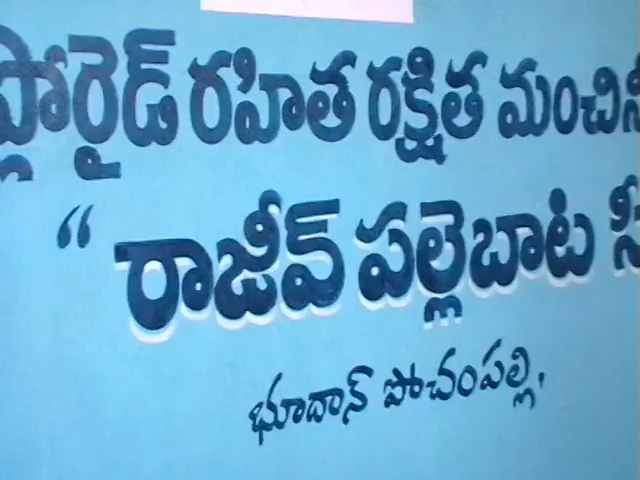 ఫ్లోరైడ్ రహిత రక్షిత మంచినీ
“ రాజీవ్ పల్లెబాట నీ
భూదాన్ పోచంపల్లి.